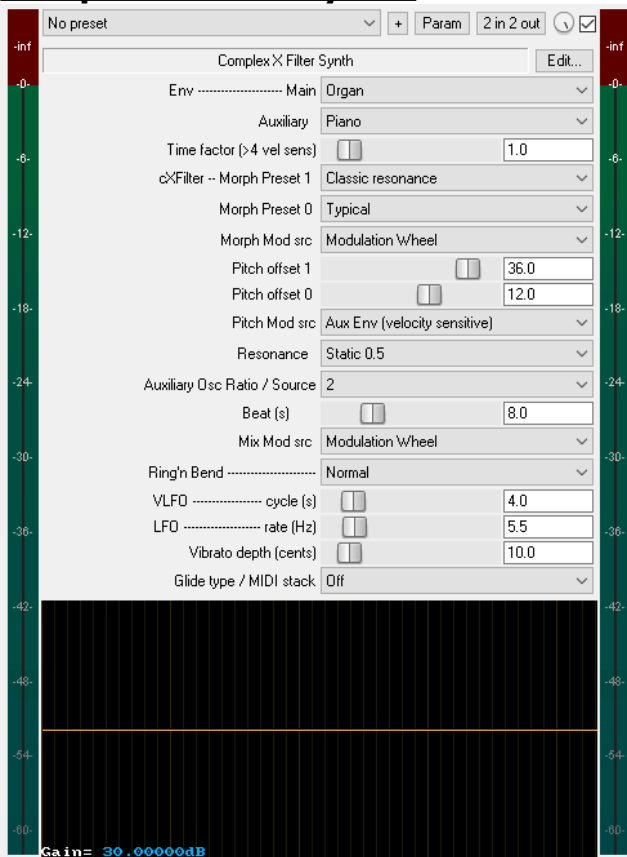 No preset + Param 2 in 2 out
-inf -inf
Complex X Filter Synth Edit...
-0- -0-
Env ---------------------- Main Organ
Auxiliary Piano
Time factor (>4 vel sens) 1.0
-6- -6-
cXFilter -- Morph Preset 1 Classic resonance
Morph Preset 0 Typical
-12- -12-
Morph Mod src Modulation Wheel
Pitch offset 1 36.0
Pitch offset 0 12.0
-18- -18-
Pitch Mod src Aux Env (velocity sensitive)
Resonance Static 0.5
-24- -24-
Auxiliary Osc Ratio / Source 2
Beat (s) 8.0
Mix Mod src Modulation Wheel
-30- -30-
Ring'n Bend ----------------------- Normal
VLFO ------------------ cycle (s) 4.0
LFO -------------------- rate (Hz) 5.5
-36- -36-
Vibrato depth (cents) 10.0
Glide type / MIDI stack Off
-42- -42-
-48- -48-
-54- -54-
-60- -60-
Gain= 30.00000dB